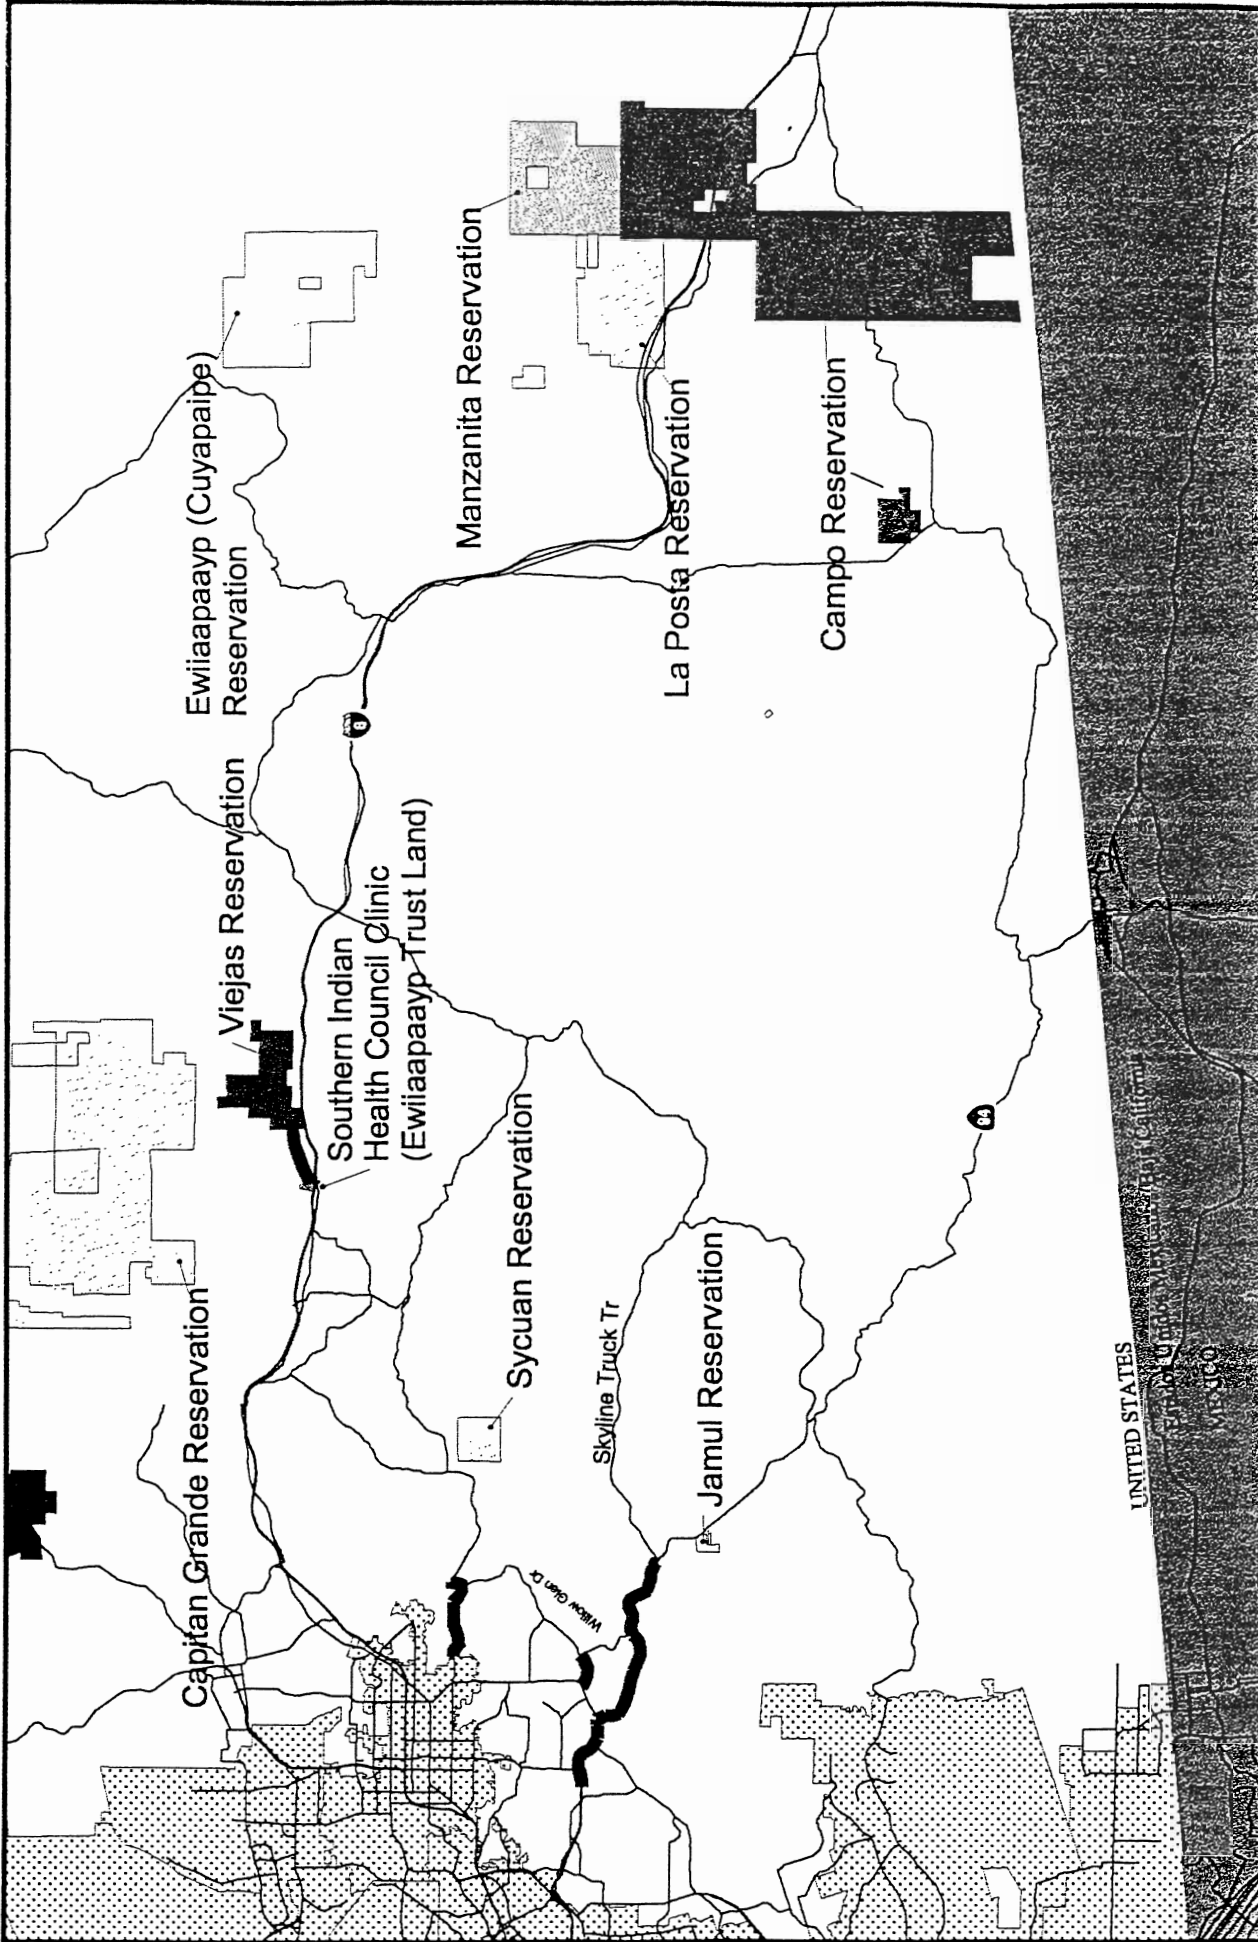 Capitan Grande Reservation
Viejas Reservation
Ewiiaapaayp (Cuyapaipe)
Reservation
Southern Indian
Health Council Clinic
(Ewiiaapaayp Trust Land)
8
Manzanita Reservation
Sycuan Reservation
Willow Glen Dr
Skyline Truck Tr
La Posta Reservation
Jamul Reservation
Campo Reservation
94
UNITED STATES
Baja California
MEXICO